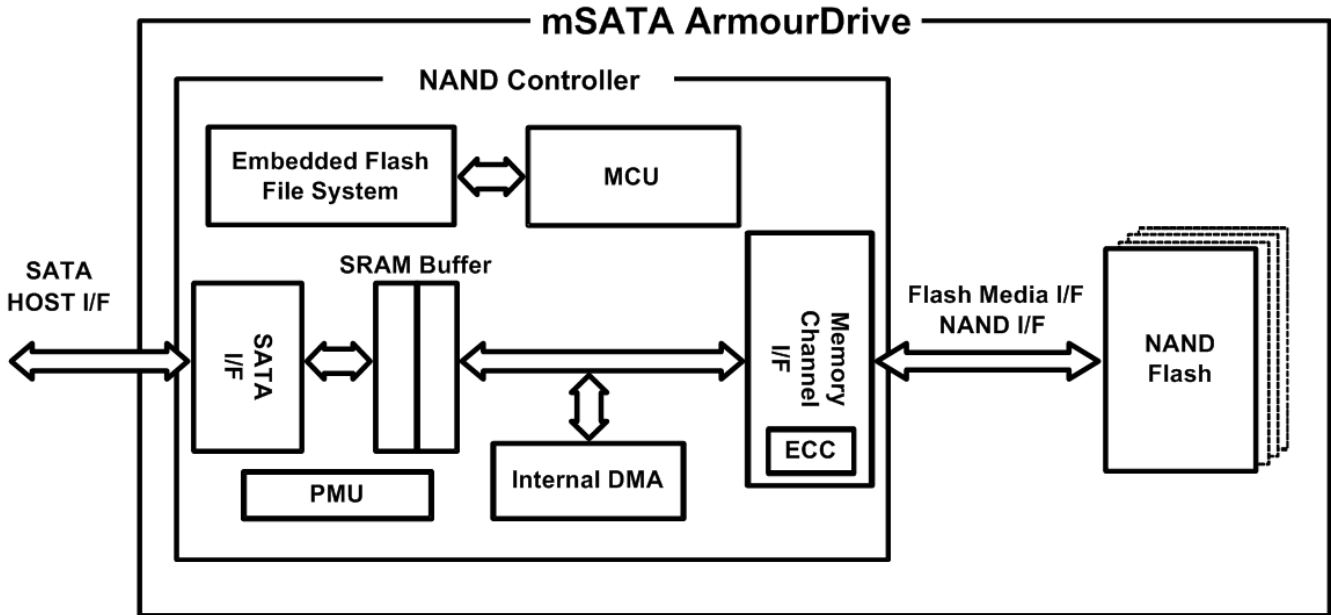 mSATA ArmourDrive
NAND Controller
Embedded Flash
File System
MCU
SRAM Buffer
SATA
HOST I/F
SATA
I/F
Memory
Channel
I/F
ECC
Flash Media I/F
NAND I/F
NAND
Flash
Internal DMA
PMU